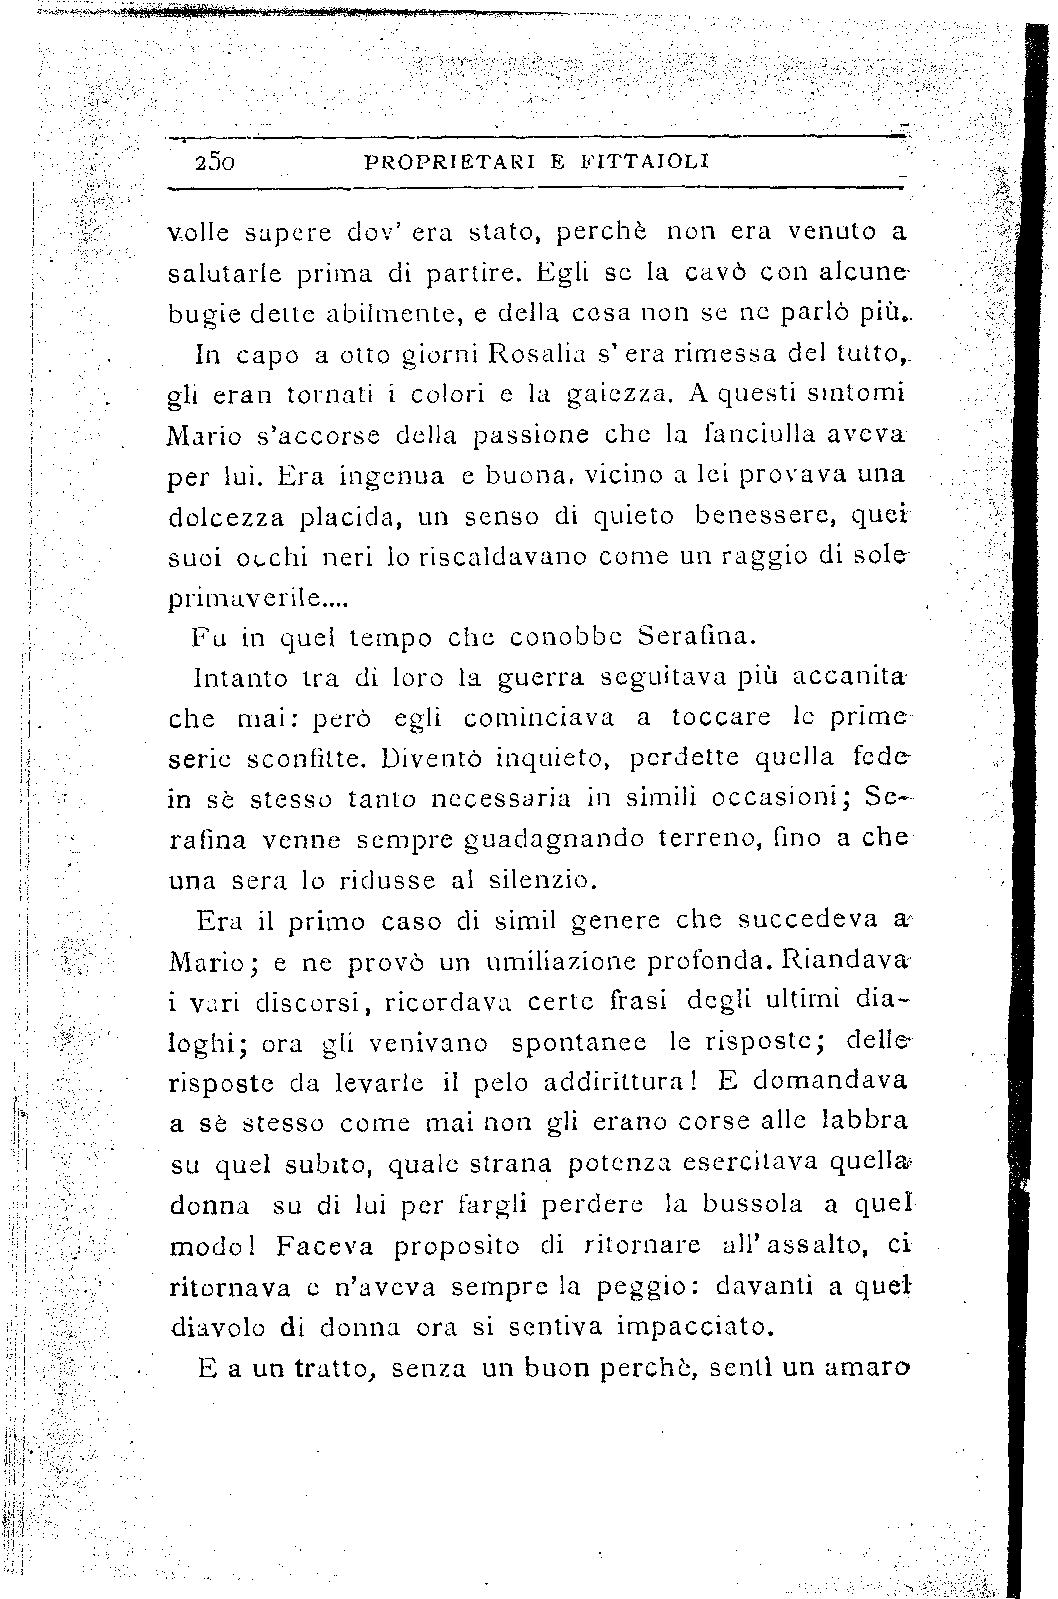 250 PROPRIETARI E FITTAIOLI
volle sapere dov' era stato, perchè non era venuto a
salutarle prima di partire. Egli se la cavò con alcune
bugie dette abilmente, e della cosa non se ne parlò più.
In capo a otto giorni Rosalia s' era rimessa del tutto,
gli eran tornati i colori e la gaiezza. A questi sintomi
Mario s'accorse della passione che la fanciulla aveva
per lui. Era ingenua e buona, vicino a lei provava una
dolcezza placida, un senso di quieto benessere, quei
suoi occhi neri lo riscaldavano come un raggio di sole
primaverile....
Fu in quel tempo che conobbe Serafina.
Intanto tra di loro la guerra seguitava più accanita
che mai: però egli cominciava a toccare le prime
serie sconfitte. Diventò inquieto, perdette quella fede
in sè stesso tanto necessaria in simili occasioni; Se-
rafina venne sempre guadagnando terreno, fino a che
una sera lo ridusse al silenzio.
Era il primo caso di simil genere che succedeva a
Mario; e ne provò un umiliazione profonda. Riandava
i vari discorsi, ricordava certe frasi degli ultimi dia-
loghi; ora gli venivano spontanee le risposte; delle
risposte da levarle il pelo addirittura! E domandava
a sè stesso come mai non gli erano corse alle labbra
su quel subito, quale strana potenza esercitava quella
donna su di lui per fargli perdere la bussola a quel
modo! Faceva proposito di ritornare all' assalto, ci
ritornava e n'aveva sempre la peggio: davanti a quel
diavolo di donna ora si sentiva impacciato.
E a un tratto, senza un buon perchè, sentì un amaro